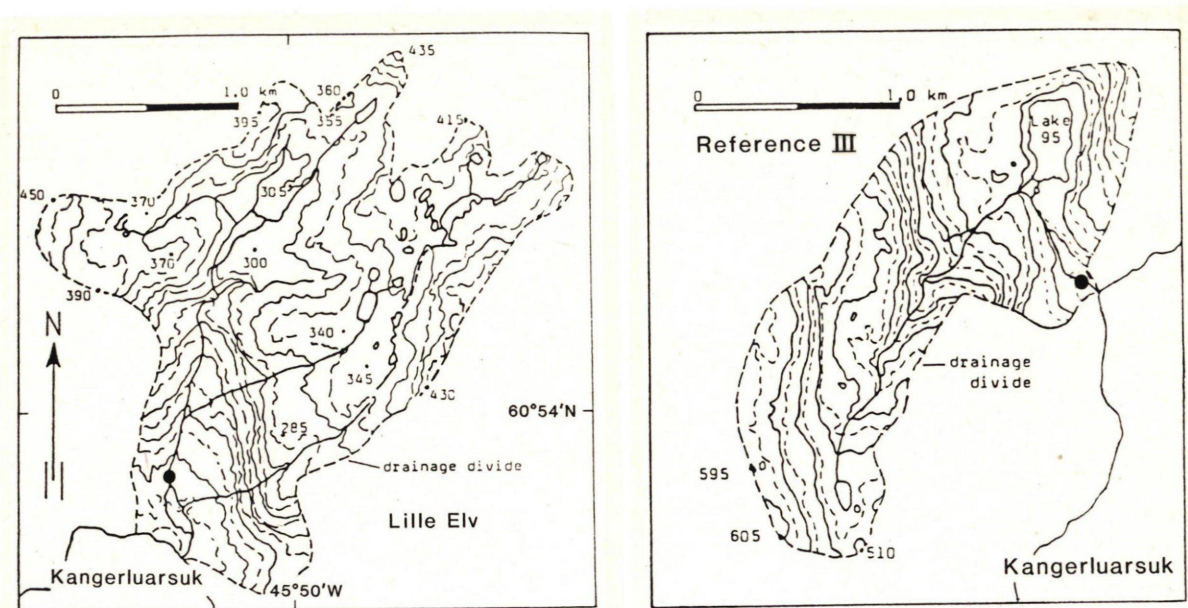 435
0 1.0 km
360
395
355
415
305
450
370
370
300
390
N
340
345
430
60°54′N
285
drainage divide
Lille Elv
Kangerluarsuk
45°50′W
0 1.0 km
Reference III
Lake
95
drainage
divide
595
605
510
Kangerluarsuk